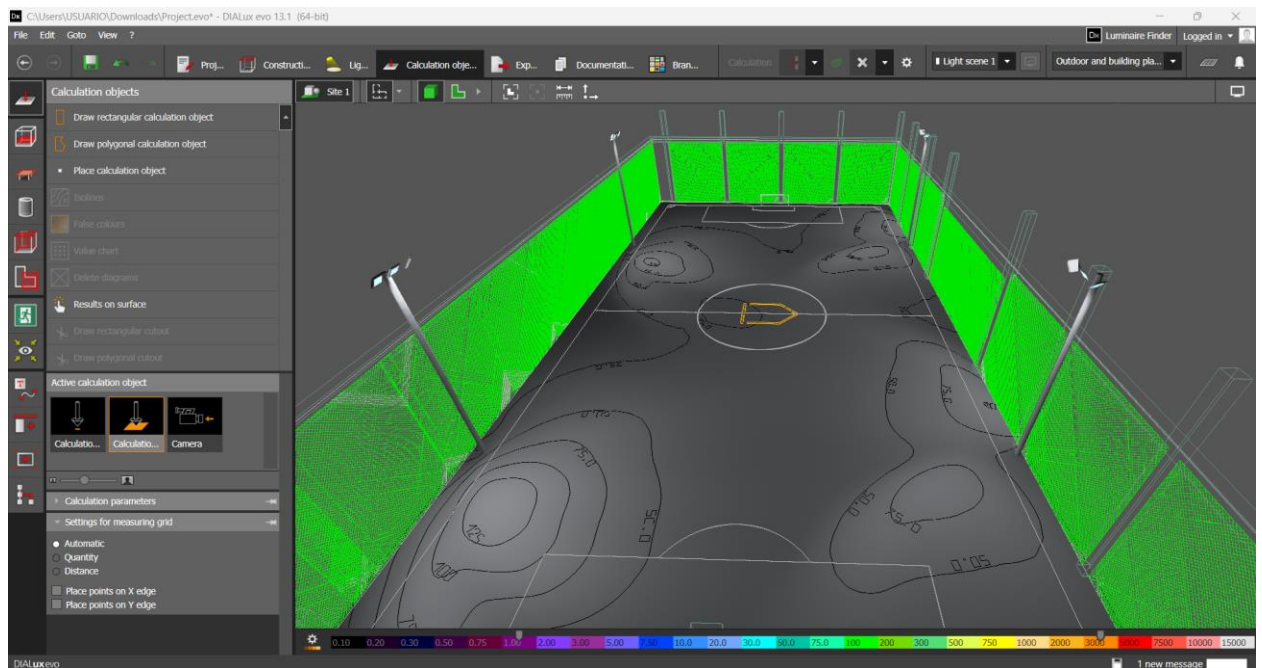 Dx C:\Users\USUARIO\Downloads\Project.evo* - DIALux evo 13.1 (64-bit)
File Edit Goto View ?
Dx Luminaire Finder Logged in
Proj... Constructi... Lig... Calculation obje... Exp... Documentati... Bran... Calculation Light scene 1 Outdoor and building pla...
Calculation objects
Site 1
Draw rectangular calculation object
Draw polygonal calculation object
Place calculation object
Isolines
False colours
Value chart
Delete diagrams
Results on surface
Draw rectangular cutout
Draw polygonal cutout
Active calculation object
Calculatio... Calculatio... Camera
Calculation parameters
Settings for measuring grid
Automatic
Quantity
Distance
Place points on X edge
Place points on Y edge
75.0
50.0
75.0
75.0
125
100
50.0
75.0
50.0
0.10 0.20 0.30 0.50 0.75 1.00 2.00 3.00 5.00 7.50 10.0 20.0 30.0 50.0 75.0 100 200 300 500 750 1000 2000 3000 5000 7500 10000 15000
DIALux evo
1 new message